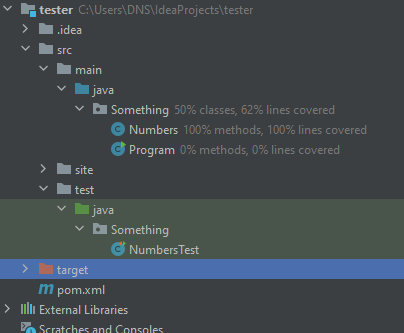 tester C:\Users\DNS\IdeaProjects\tester
.idea
src
main
java
Something 50% classes, 62% lines covered
Numbers 100% methods, 100% lines covered
Program 0% methods, 0% lines covered
site
test
java
Something
NumbersTest
target
pom.xml
External Libraries
Scratches and Consoles